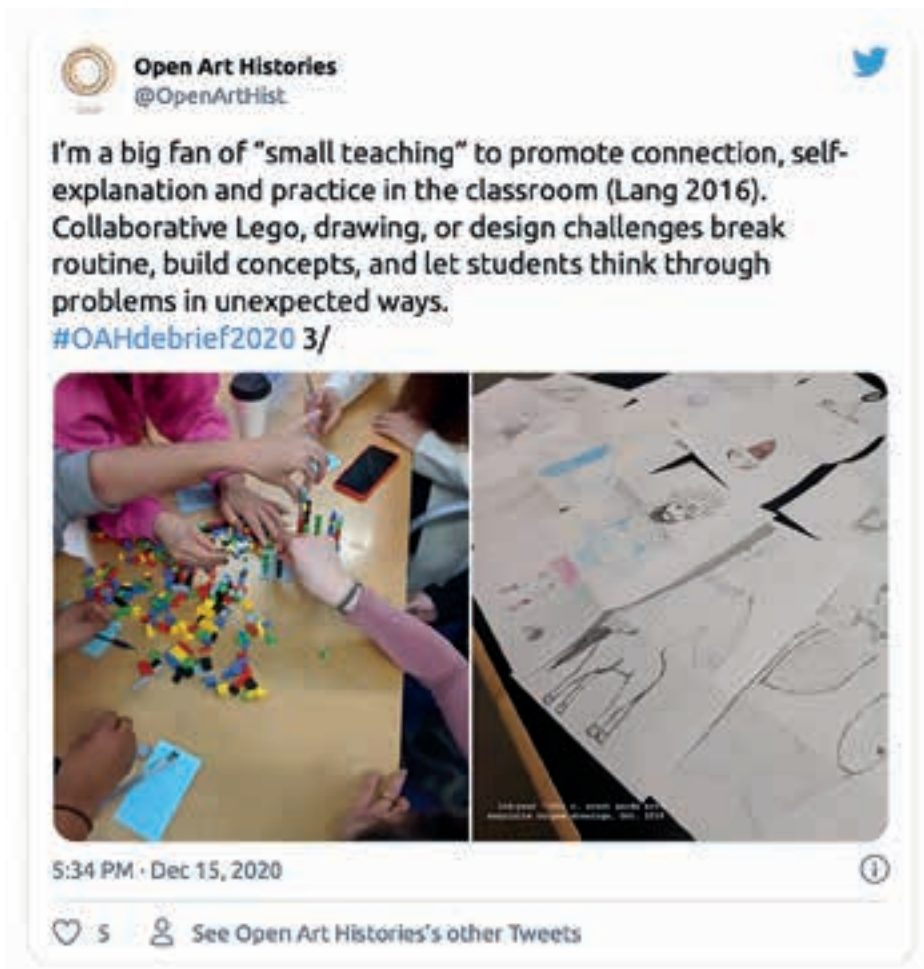 Open Art Histories
@OpenArtHist
I'm a big fan of "small teaching" to promote connection, self-
explanation and practice in the classroom (Lang 2016).
Collaborative Lego, drawing, or design challenges break
routine, build concepts, and let students think through
problems in unexpected ways.
#OAHdebrief2020 3/
5:34 PM · Dec 15, 2020
5 See Open Art Histories's other Tweets